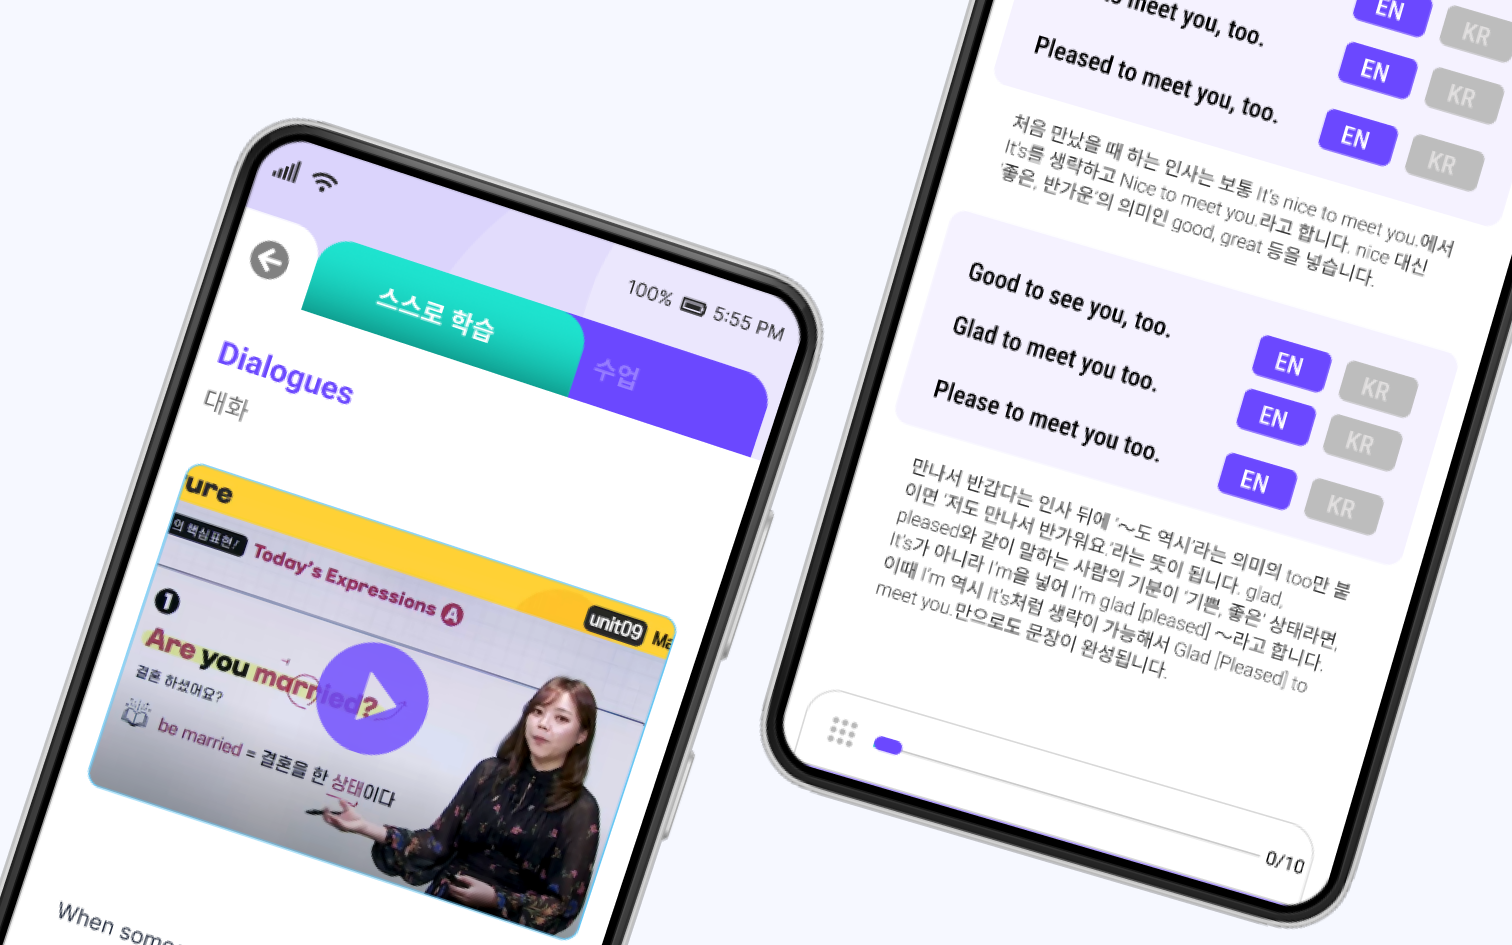 100% 5:55 PM
스스로 학습
수업
Dialogues
대화
ure
의 핵심표현!
Today's Expressions A
unit09 Ma
1
Are you married?
결혼 하셨어요?
be married = 결혼을 한 상태이다
When some
to meet you, too.
EN KR
Pleased to meet you, too.
EN KR
EN KR
처음 만났을 때 하는 인사는 보통 It's nice to meet you.에서
It's를 생략하고 Nice to meet you.라고 합니다. nice 대신
'좋은, 반가운'의 의미인 good, great 등을 넣습니다.
Good to see you, too.
EN KR
Glad to meet you too.
EN KR
Please to meet you too.
EN KR
만나서 반갑다는 인사 뒤에 '~도 역시'라는 의미의 too만 붙
이면 '저도 만나서 반가워요.'라는 뜻이 됩니다. glad,
pleased와 같이 말하는 사람의 기분이 '기쁜, 좋은' 상태라면,
It's가 아니라 I'm을 넣어 I'm glad [pleased] ~라고 합니다.
이때 I'm 역시 It's처럼 생략이 가능해서 Glad [Pleased] to
meet you.만으로도 문장이 완성됩니다.
0/10